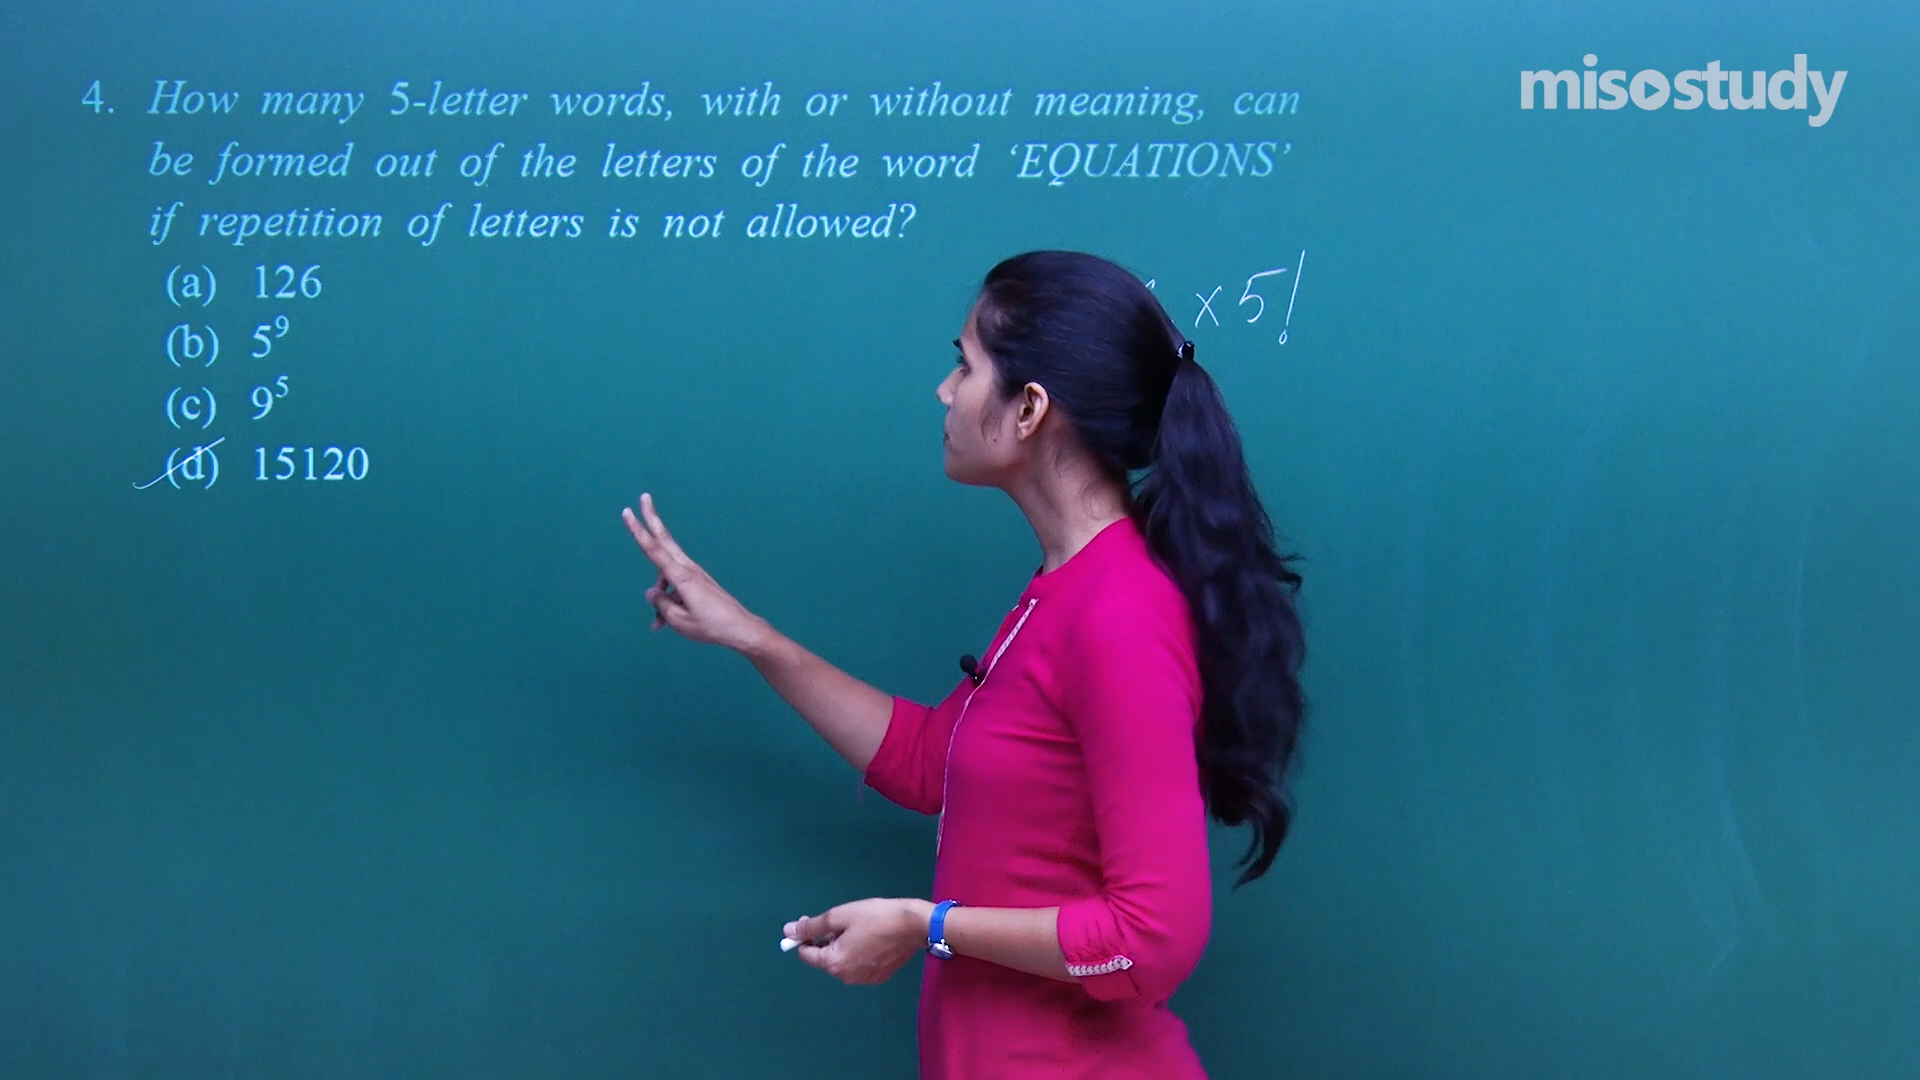 misostudy
4. How many 5-letter words, with or without meaning, can
be formed out of the letters of the word ‘EQUATIONS’
if repetition of letters is not allowed?
× 5!
(a) 126
(b) 5⁹
(c) 9⁵
(d) 15120